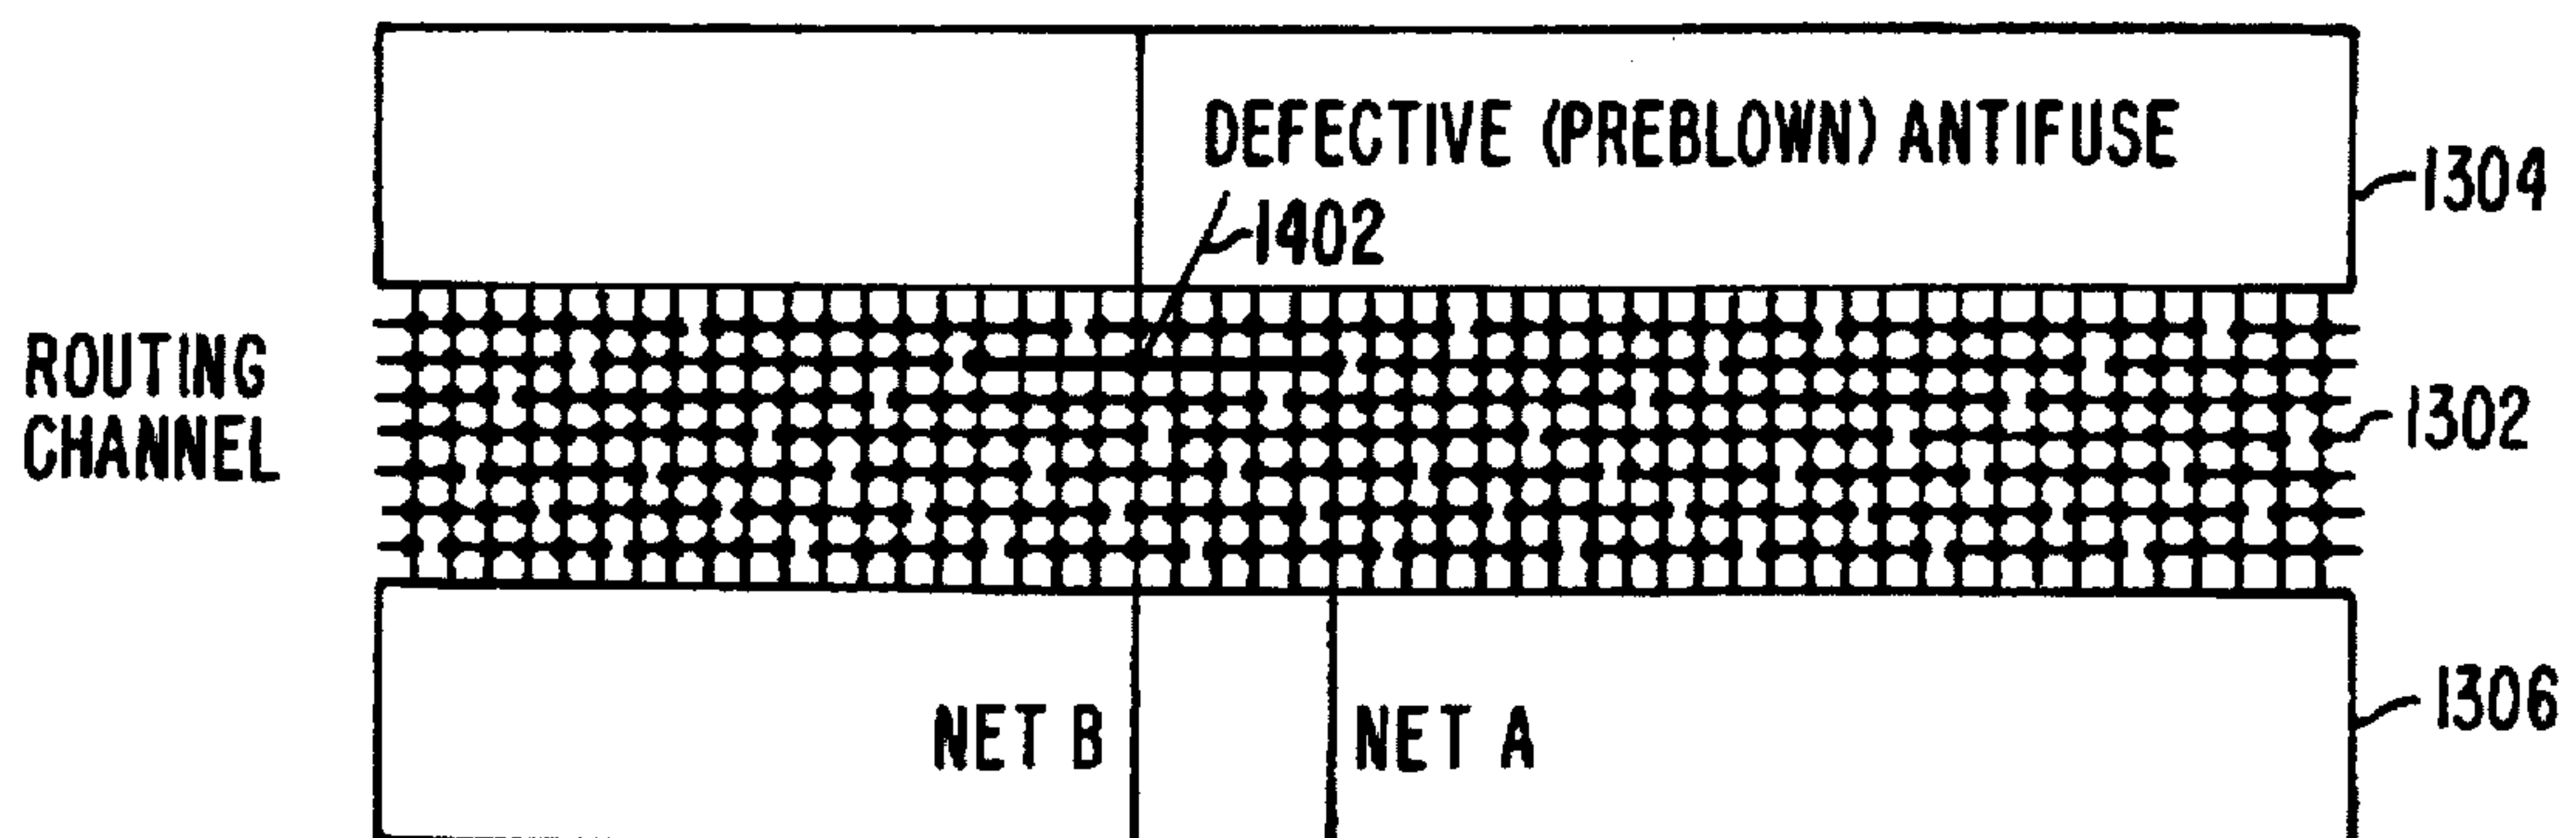 DEFECTIVE (PREBLOWN) ANTIFUSE
1304
1402
ROUTING
CHANNEL
1302
NET B
NET A
1306